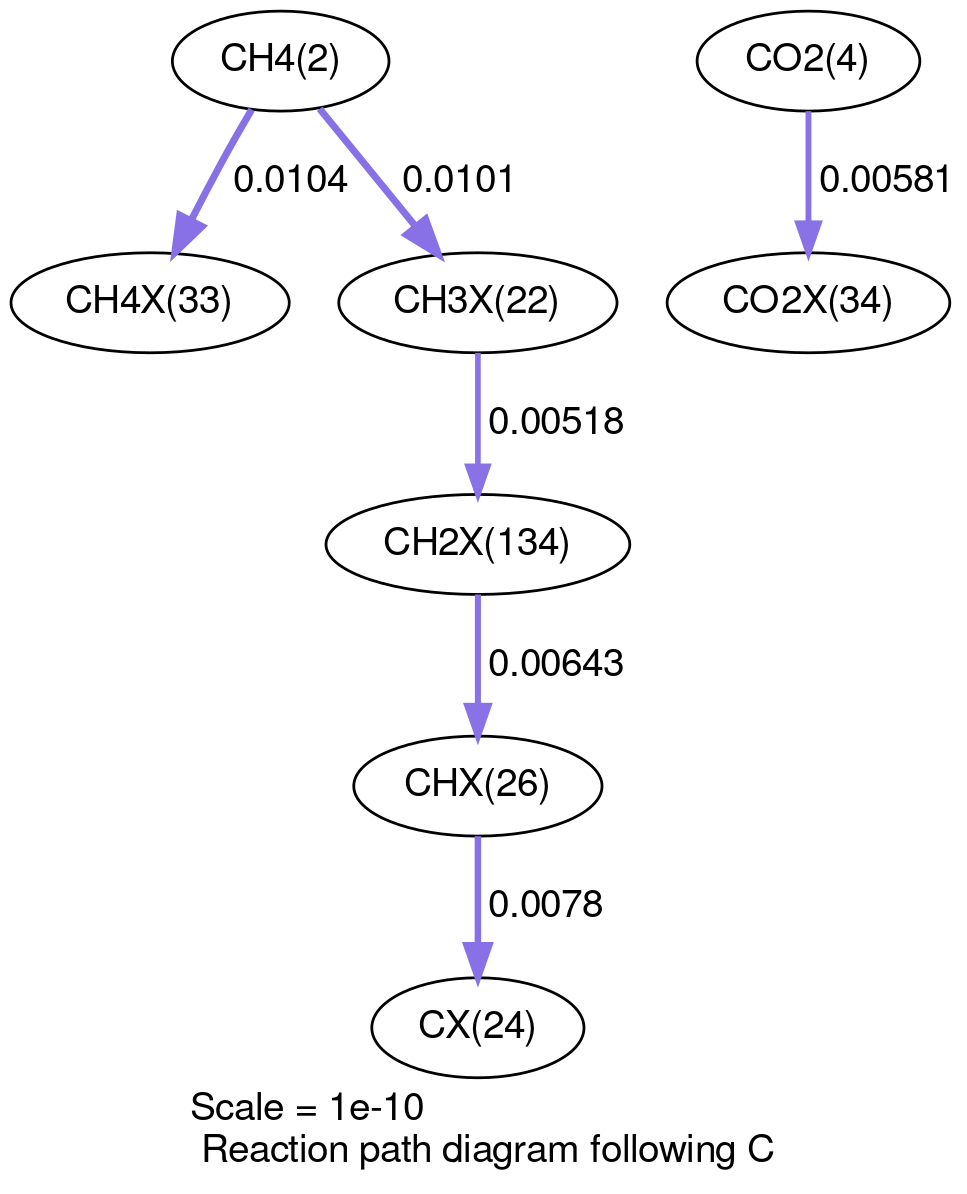 CH4(2)
CO2(4)
0.0104
0.0101
0.00581
CH4X(33)
CH3X(22)
CO2X(34)
0.00518
CH2X(134)
0.00643
CHX(26)
0.0078
CX(24)
Scale = 1e-10
Reaction path diagram following C